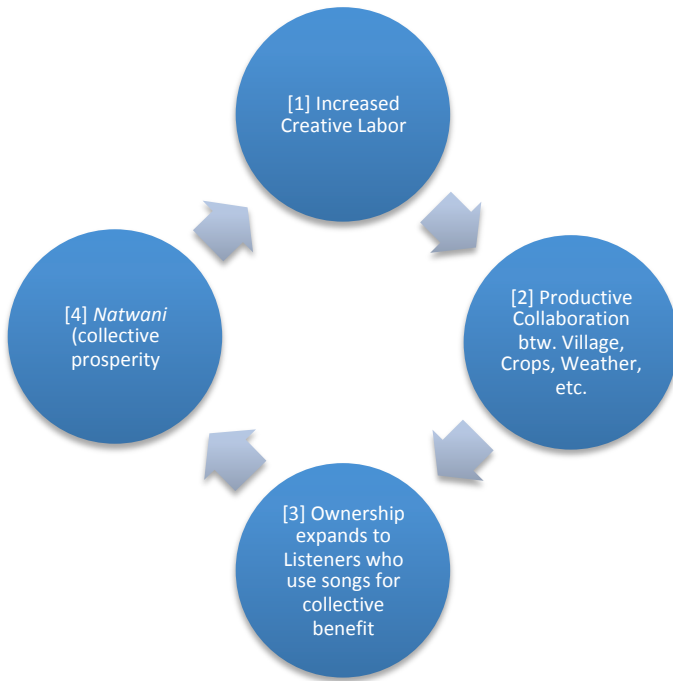 [1] Increased
Creative Labor
[2] Productive
Collaboration
btw. Village,
Crops, Weather,
etc.
[3] Ownership
expands to
Listeners who
use songs for
collective
benefit
[4] Natwani
(collective
prosperity